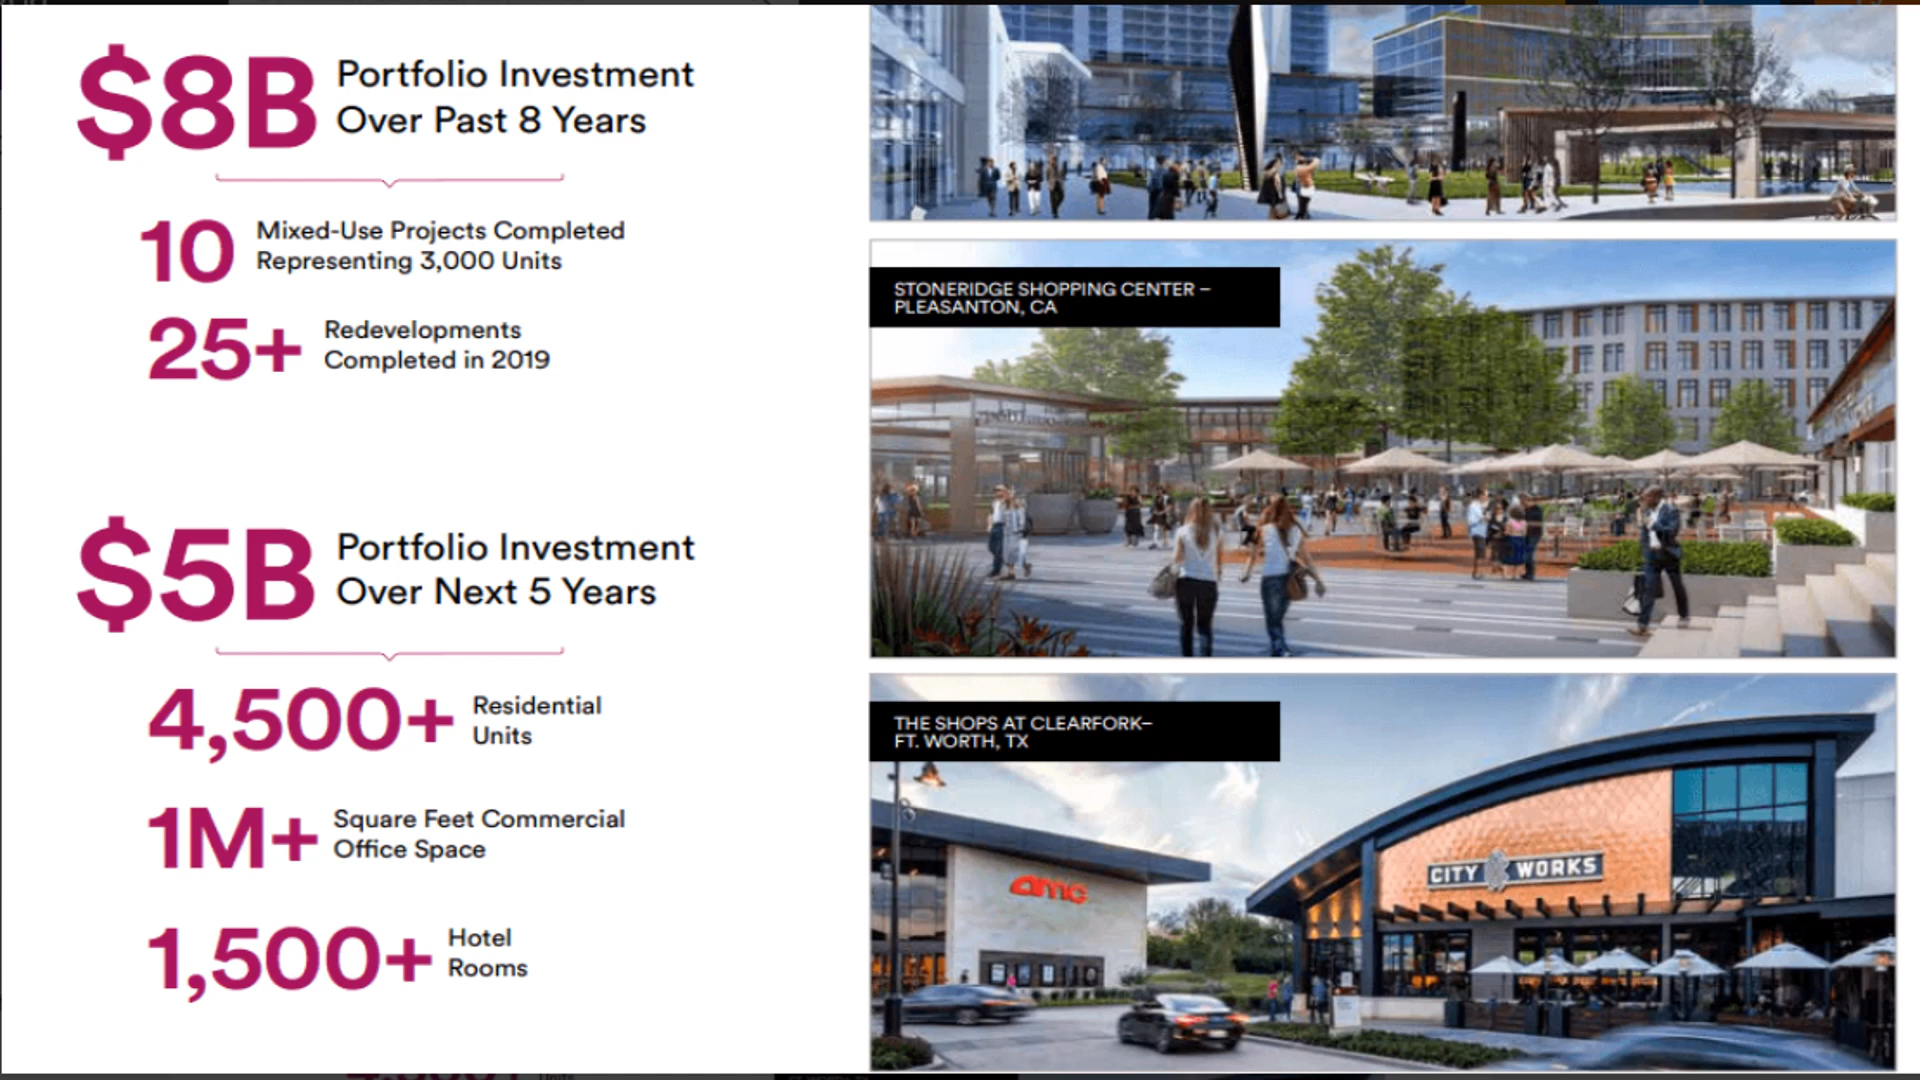 $8B
Portfolio Investment
Over Past 8 Years
10
Mixed-Use Projects Completed
Representing 3,000 Units
25+
Redevelopments
Completed in 2019
$5B
Portfolio Investment
Over Next 5 Years
4,500+
Residential
Units
1M+
Square Feet Commercial
Office Space
1,500+
Hotel
Rooms
STONERIDGE SHOPPING CENTER –
PLEASANTON, CA
THE SHOPS AT CLEARFORK–
FT. WORTH, TX
amc
CITY WORKS